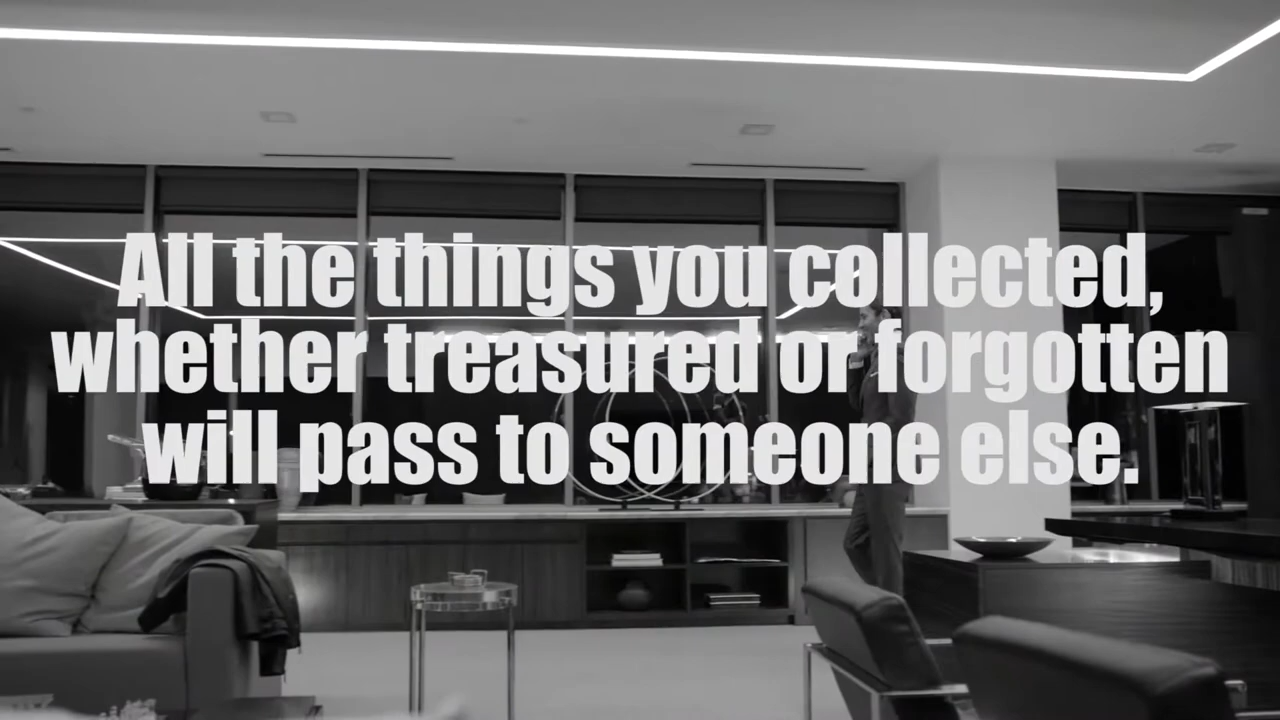 All the things you collected,
whether treasured or forgotten
will pass to someone else.